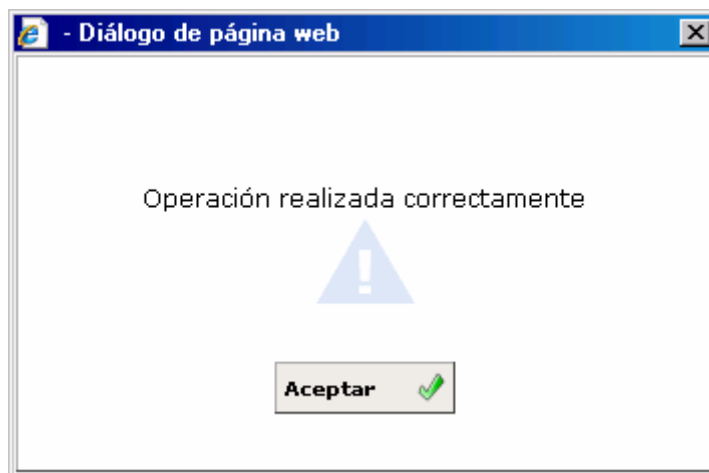 - Diálogo de página web
Operación realizada correctamente
Aceptar